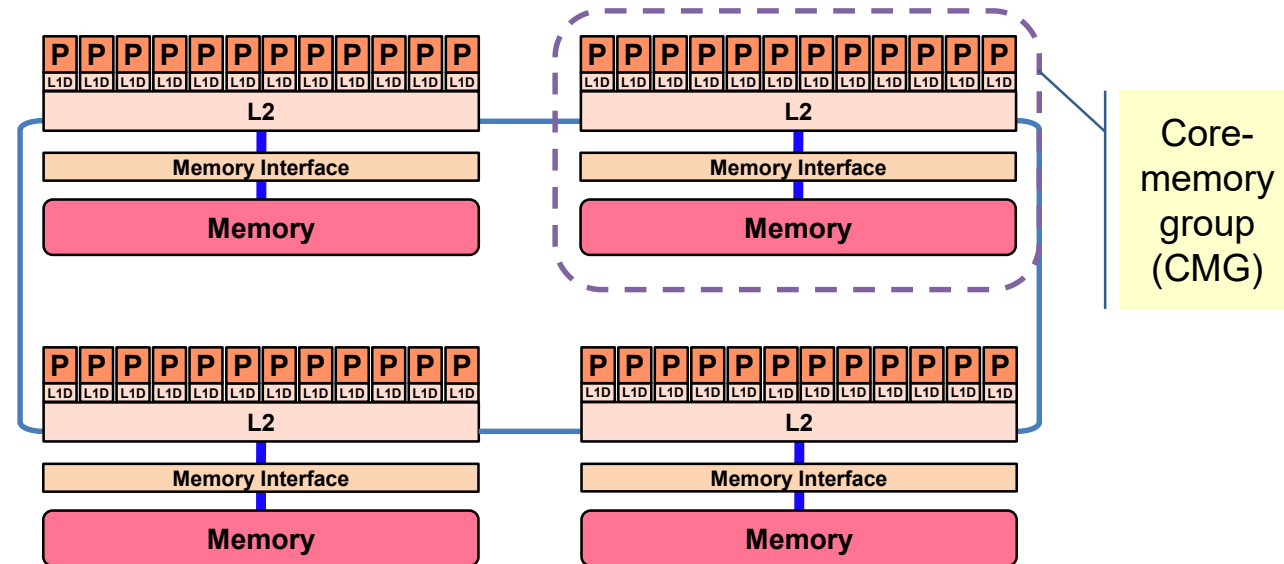 P P P P P P P P P P P P
L1D L1D L1D L1D L1D L1D L1D L1D L1D L1D L1D L1D
L2
Memory Interface
Memory
P P P P P P P P P P P P
L1D L1D L1D L1D L1D L1D L1D L1D L1D L1D L1D L1D
L2
Memory Interface
Memory
Core-
memory
group
(CMG)
P P P P P P P P P P P P
L1D L1D L1D L1D L1D L1D L1D L1D L1D L1D L1D L1D
L2
Memory Interface
Memory
P P P P P P P P P P P P
L1D L1D L1D L1D L1D L1D L1D L1D L1D L1D L1D L1D
L2
Memory Interface
Memory